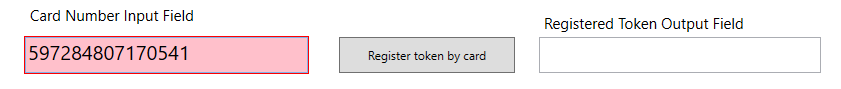 Card Number Input Field
Registered Token Output Field
597284807170541
Register token by card